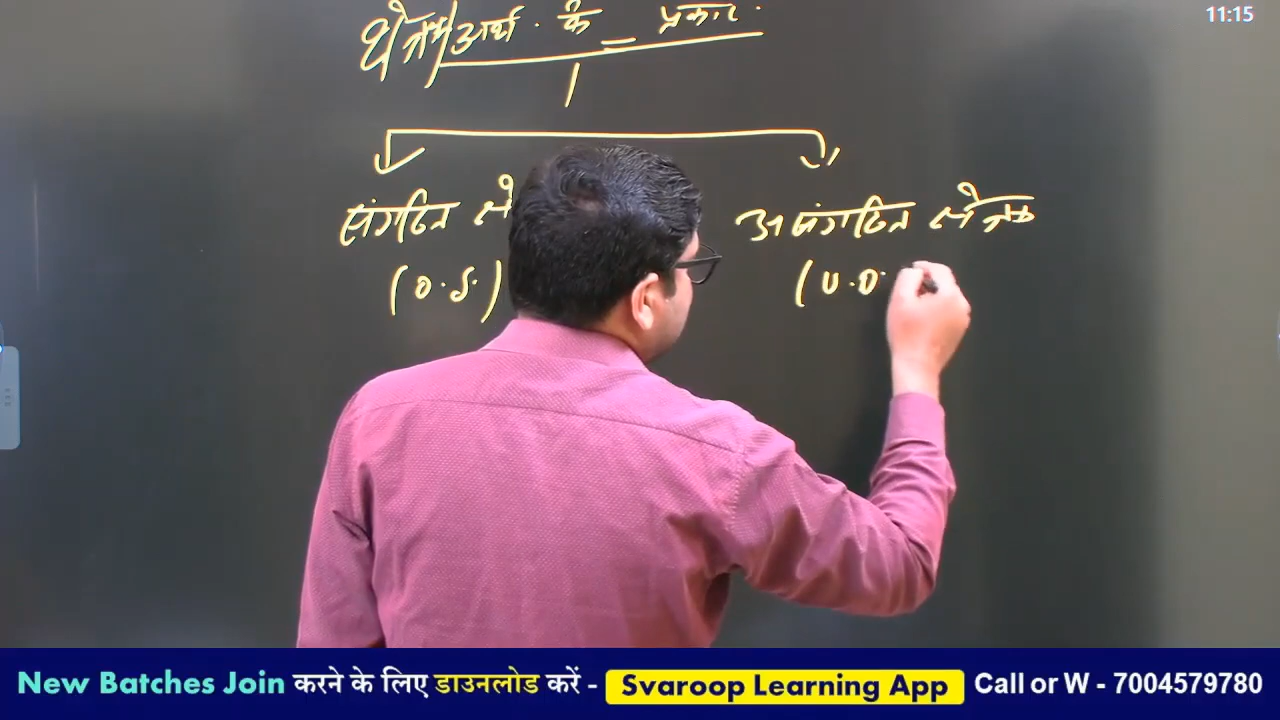 11:15
अर्थ के प्रकार
संगठित असंगठित क्षेत्रक
(O.S.) (U.O.
New Batches Join करने के लिए डाउनलोड करें - Svaroop Learning App Call or W - 7004579780